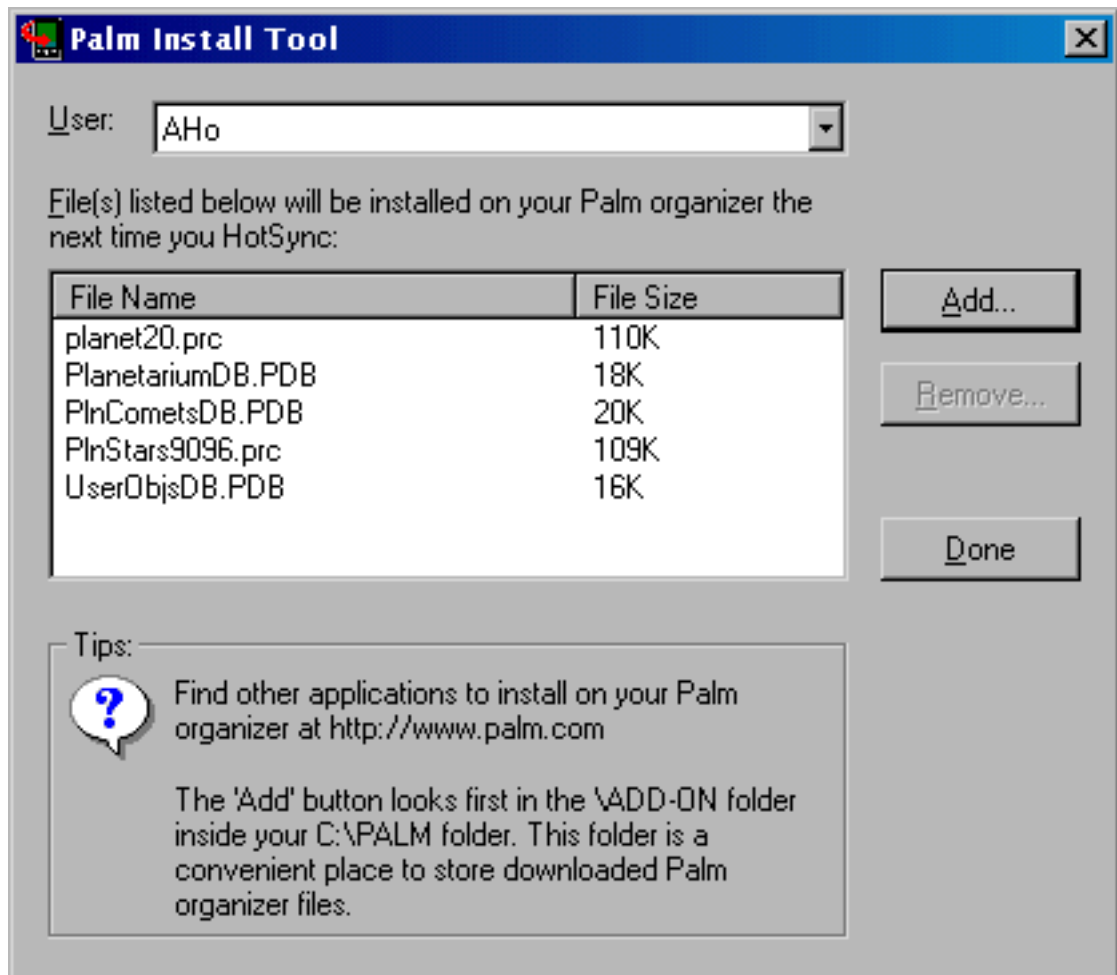 Palm Install Tool
User: AHo
File(s) listed below will be installed on your Palm organizer the
next time you HotSync:
File Name File Size
planet20.prc 110K
PlanetariumDB.PDB 18K
PlnCometsDB.PDB 20K
PlnStars9096.prc 109K
UserObjsDB.PDB 16K
Add...
Remove...
Done
Tips:
?
Find other applications to install on your Palm
organizer at http://www.palm.com
The 'Add' button looks first in the \ADD-ON folder
inside your C:\PALM folder. This folder is a
convenient place to store downloaded Palm
organizer files.